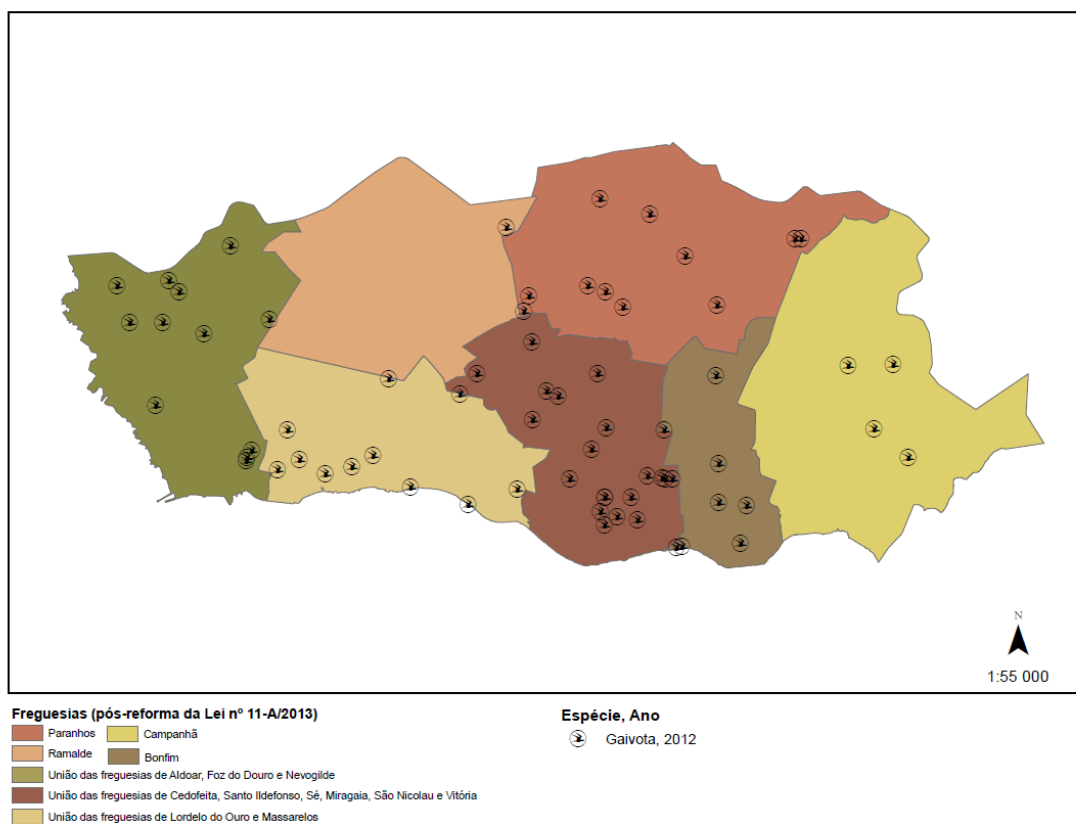 N
1:55 000
Freguesias (pós-reforma da Lei nº 11-A/2013)
Paranhos
Campanhã
Ramalde
Bonfim
União das freguesias de Aldoar, Foz do Douro e Nevogilde
União das freguesias de Cedofeita, Santo Ildefonso, Sé, Miragaia, São Nicolau e Vitória
União das freguesias de Lordelo do Ouro e Massarelos
Espécie, Ano
Gaivota, 2012